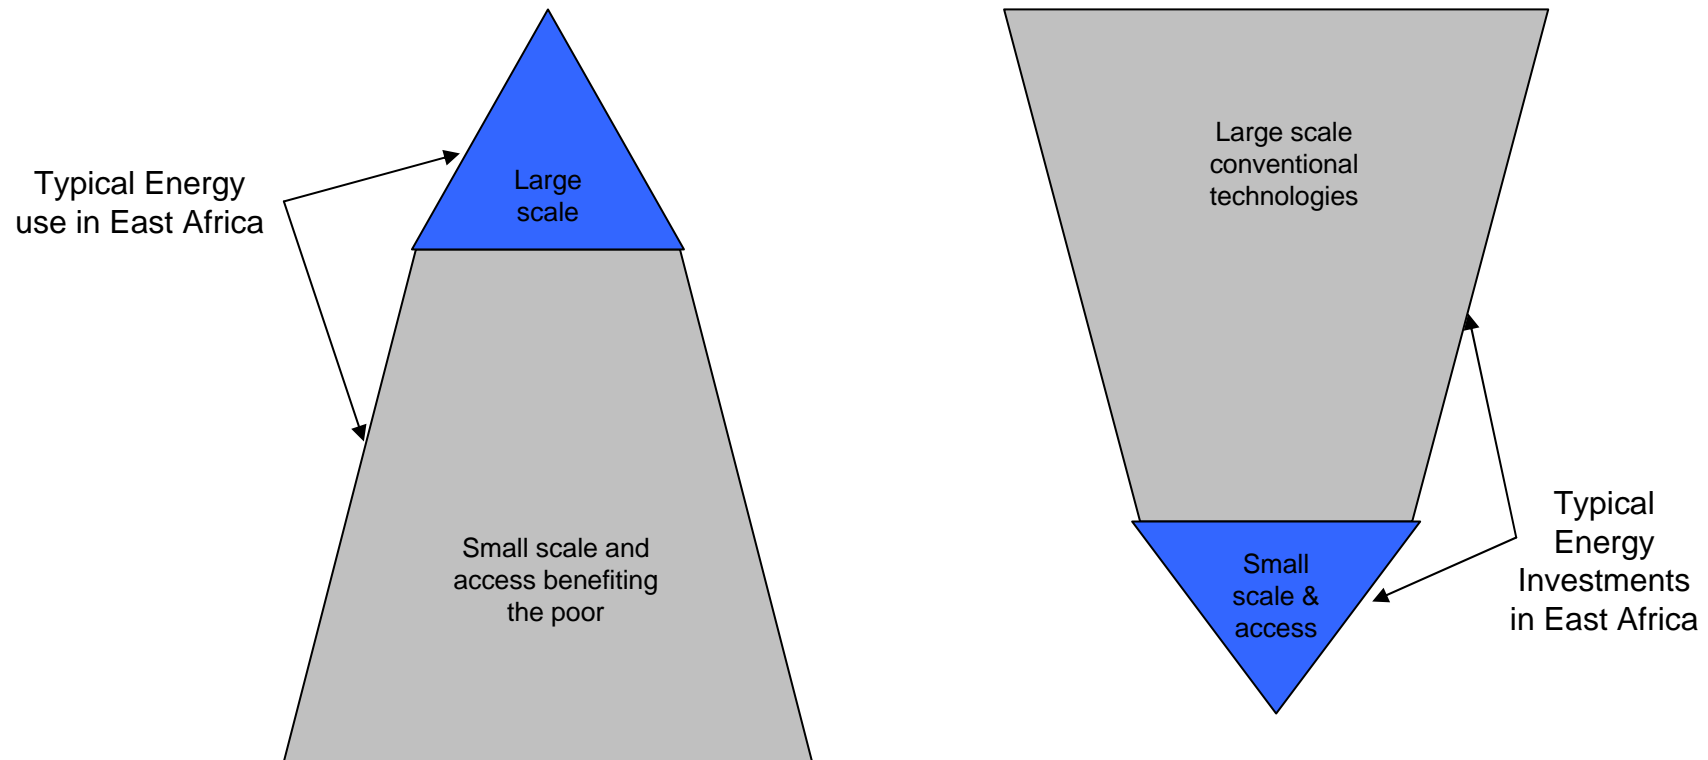 Typical Energy
use in East Africa
Large
scale
Small scale and
access benefiting
the poor
Large scale
conventional
technologies
Small
scale &
access
Typical
Energy
Investments
in East Africa